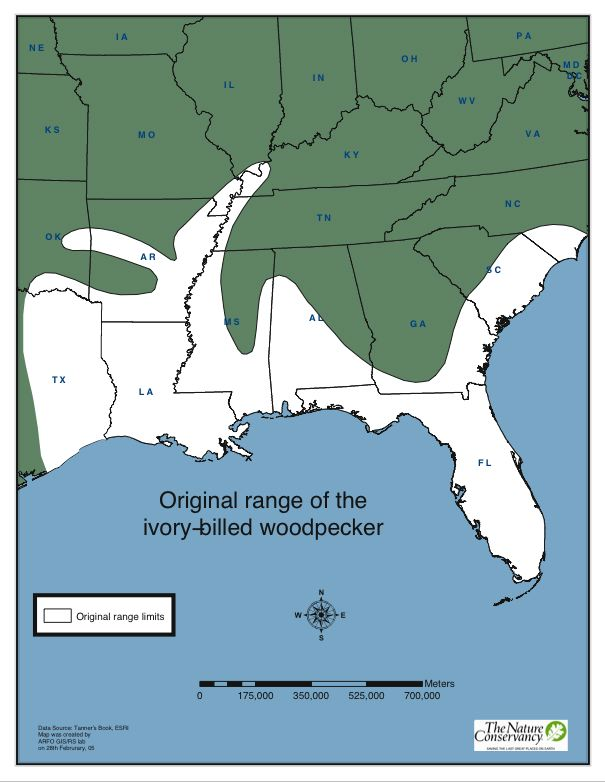 PA
IA
NE
OH
MD
DC
IN
IL
WV
KS
MO
VA
KY
NC
TN
OK
AR
SC
MS
AL
GA
TX
LA
FL
Original range of the
ivory-billed woodpecker
N
W E
S
Original range limits
Meters
0 175,000 350,000 525,000 700,000
Data Source: Tanner's Book, ESRI
Map was created by
ARFO GIS/RS lab
on 28th Februrary, 05
The Nature
Conservancy
SAVING THE LAST GREAT PLACES ON EARTH